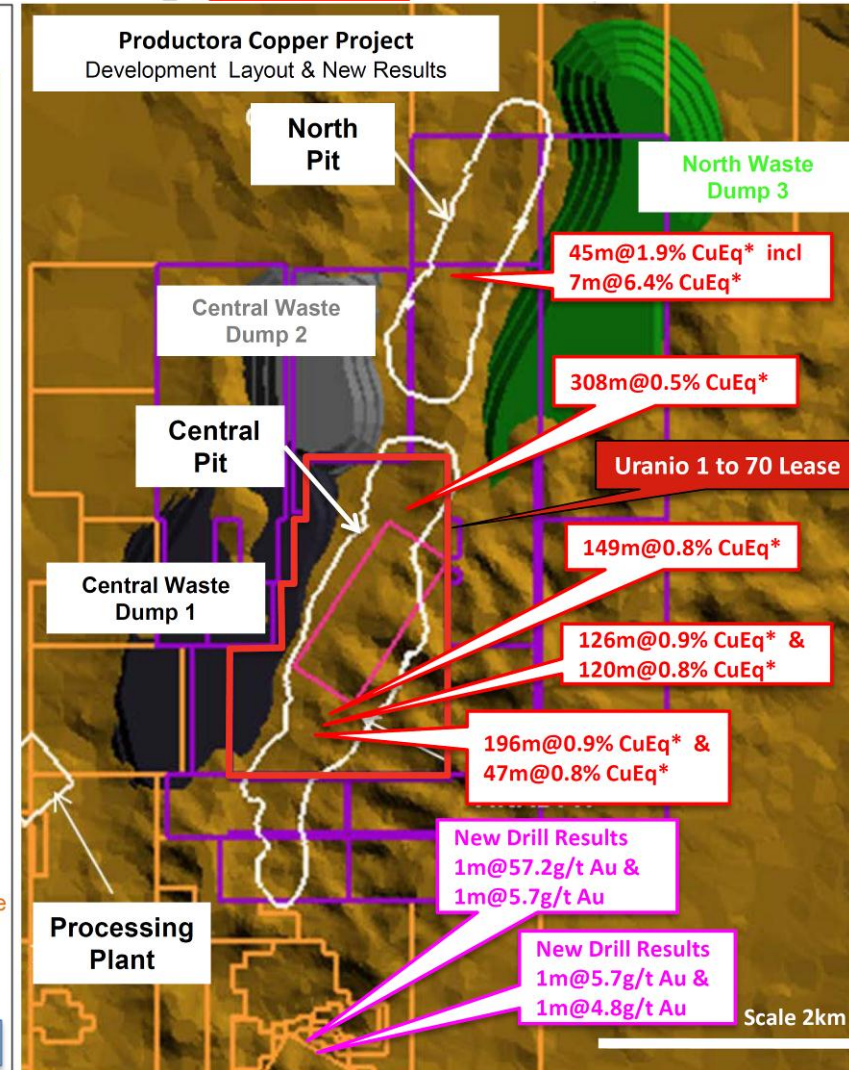 Productora Copper Project
Development Layout & New Results
North
Pit
North Waste
Dump 3
45m@1.9% CuEq* incl
7m@6.4% CuEq*
Central Waste
Dump 2
308m@0.5% CuEq*
Central
Pit
Uranio 1 to 70 Lease
149m@0.8% CuEq*
Central Waste
Dump 1
126m@0.9% CuEq* &
120m@0.8% CuEq*
196m@0.9% CuEq* &
47m@0.8% CuEq*
New Drill Results
1m@57.2g/t Au &
1m@5.7g/t Au
Processing
Plant
New Drill Results
1m@5.7g/t Au &
1m@4.8g/t Au
Scale 2km